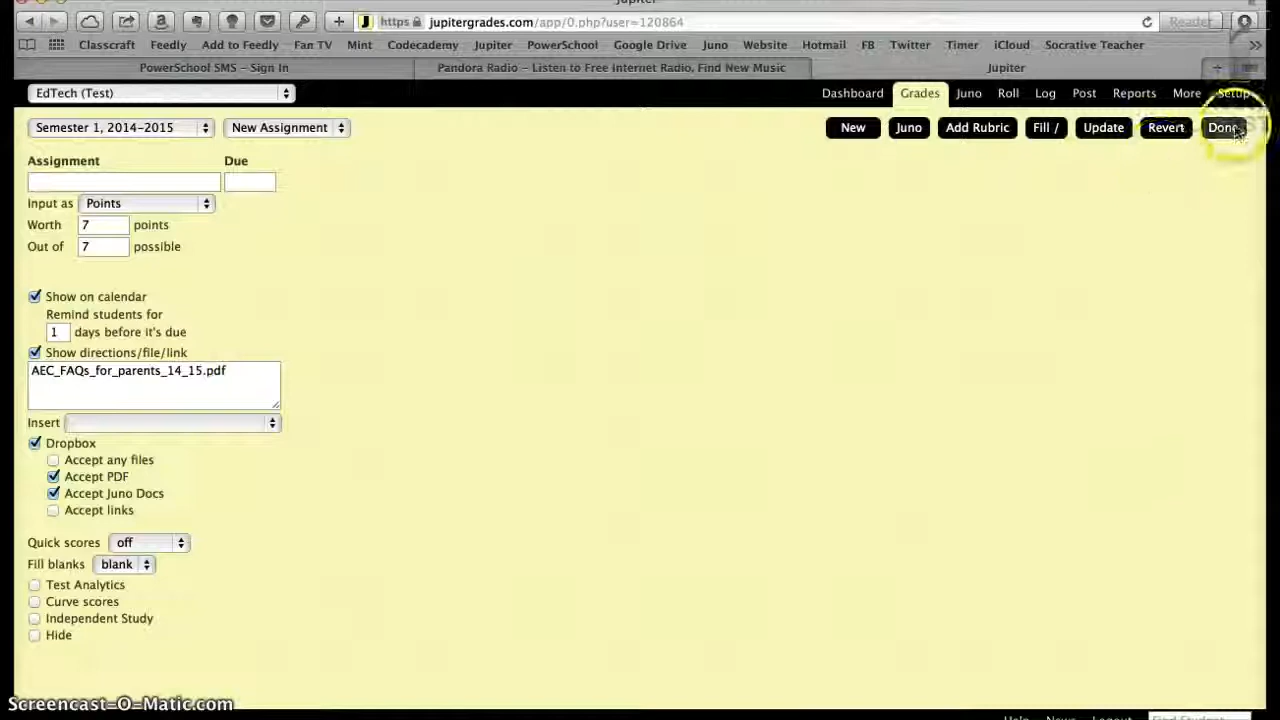 Jupiter
https jupitergrades.com/app/0.php?user=120864 Reader
Classcraft Feedly Add to Feedly Fan TV Mint Codecademy Jupiter PowerSchool Google Drive Juno Website Hotmail FB Twitter Timer iCloud Socrative Teacher
PowerSchool SMS - Sign In Pandora Radio - Listen to Free Internet Radio, Find New Music Jupiter
EdTech (Test) Dashboard Grades Juno Roll Log Post Reports More Setup
Semester 1, 2014-2015 New Assignment New Juno Add Rubric Fill / Update Revert Done
Assignment Due
Input as Points
Worth 7 points
Out of 7 possible
Show on calendar
Remind students for
1 days before it's due
Show directions/file/link
AEC_FAQs_for_parents_14_15.pdf
Insert
Dropbox
Accept any files
Accept PDF
Accept Juno Docs
Accept links
Quick scores off
Fill blanks blank
Test Analytics
Curve scores
Independent Study
Hide
Screencast-O-Matic.com
Help News Logout Find Student